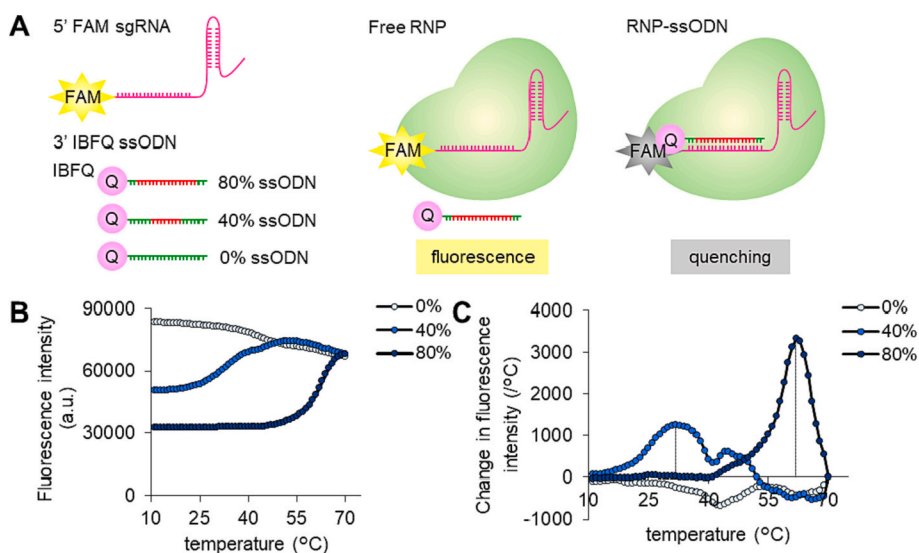 A
5’ FAM sgRNA
FAM
3’ IBFQ ssODN
IBFQ
Q
80% ssODN
Q
40% ssODN
Q
0% ssODN
Free RNP
FAM
Q
fluorescence
RNP-ssODN
Q
FAM
quenching
B
Fluorescence intensity
(a.u.)
90000
60000
30000
0
10 25 40 55 70
temperature (°C)
0%
40%
80%
C
Change in fluorescence
intensity (/°C)
4000
3000
2000
1000
0
-1000
10 25 40 55 70
temperature (°C)
0%
40%
80%